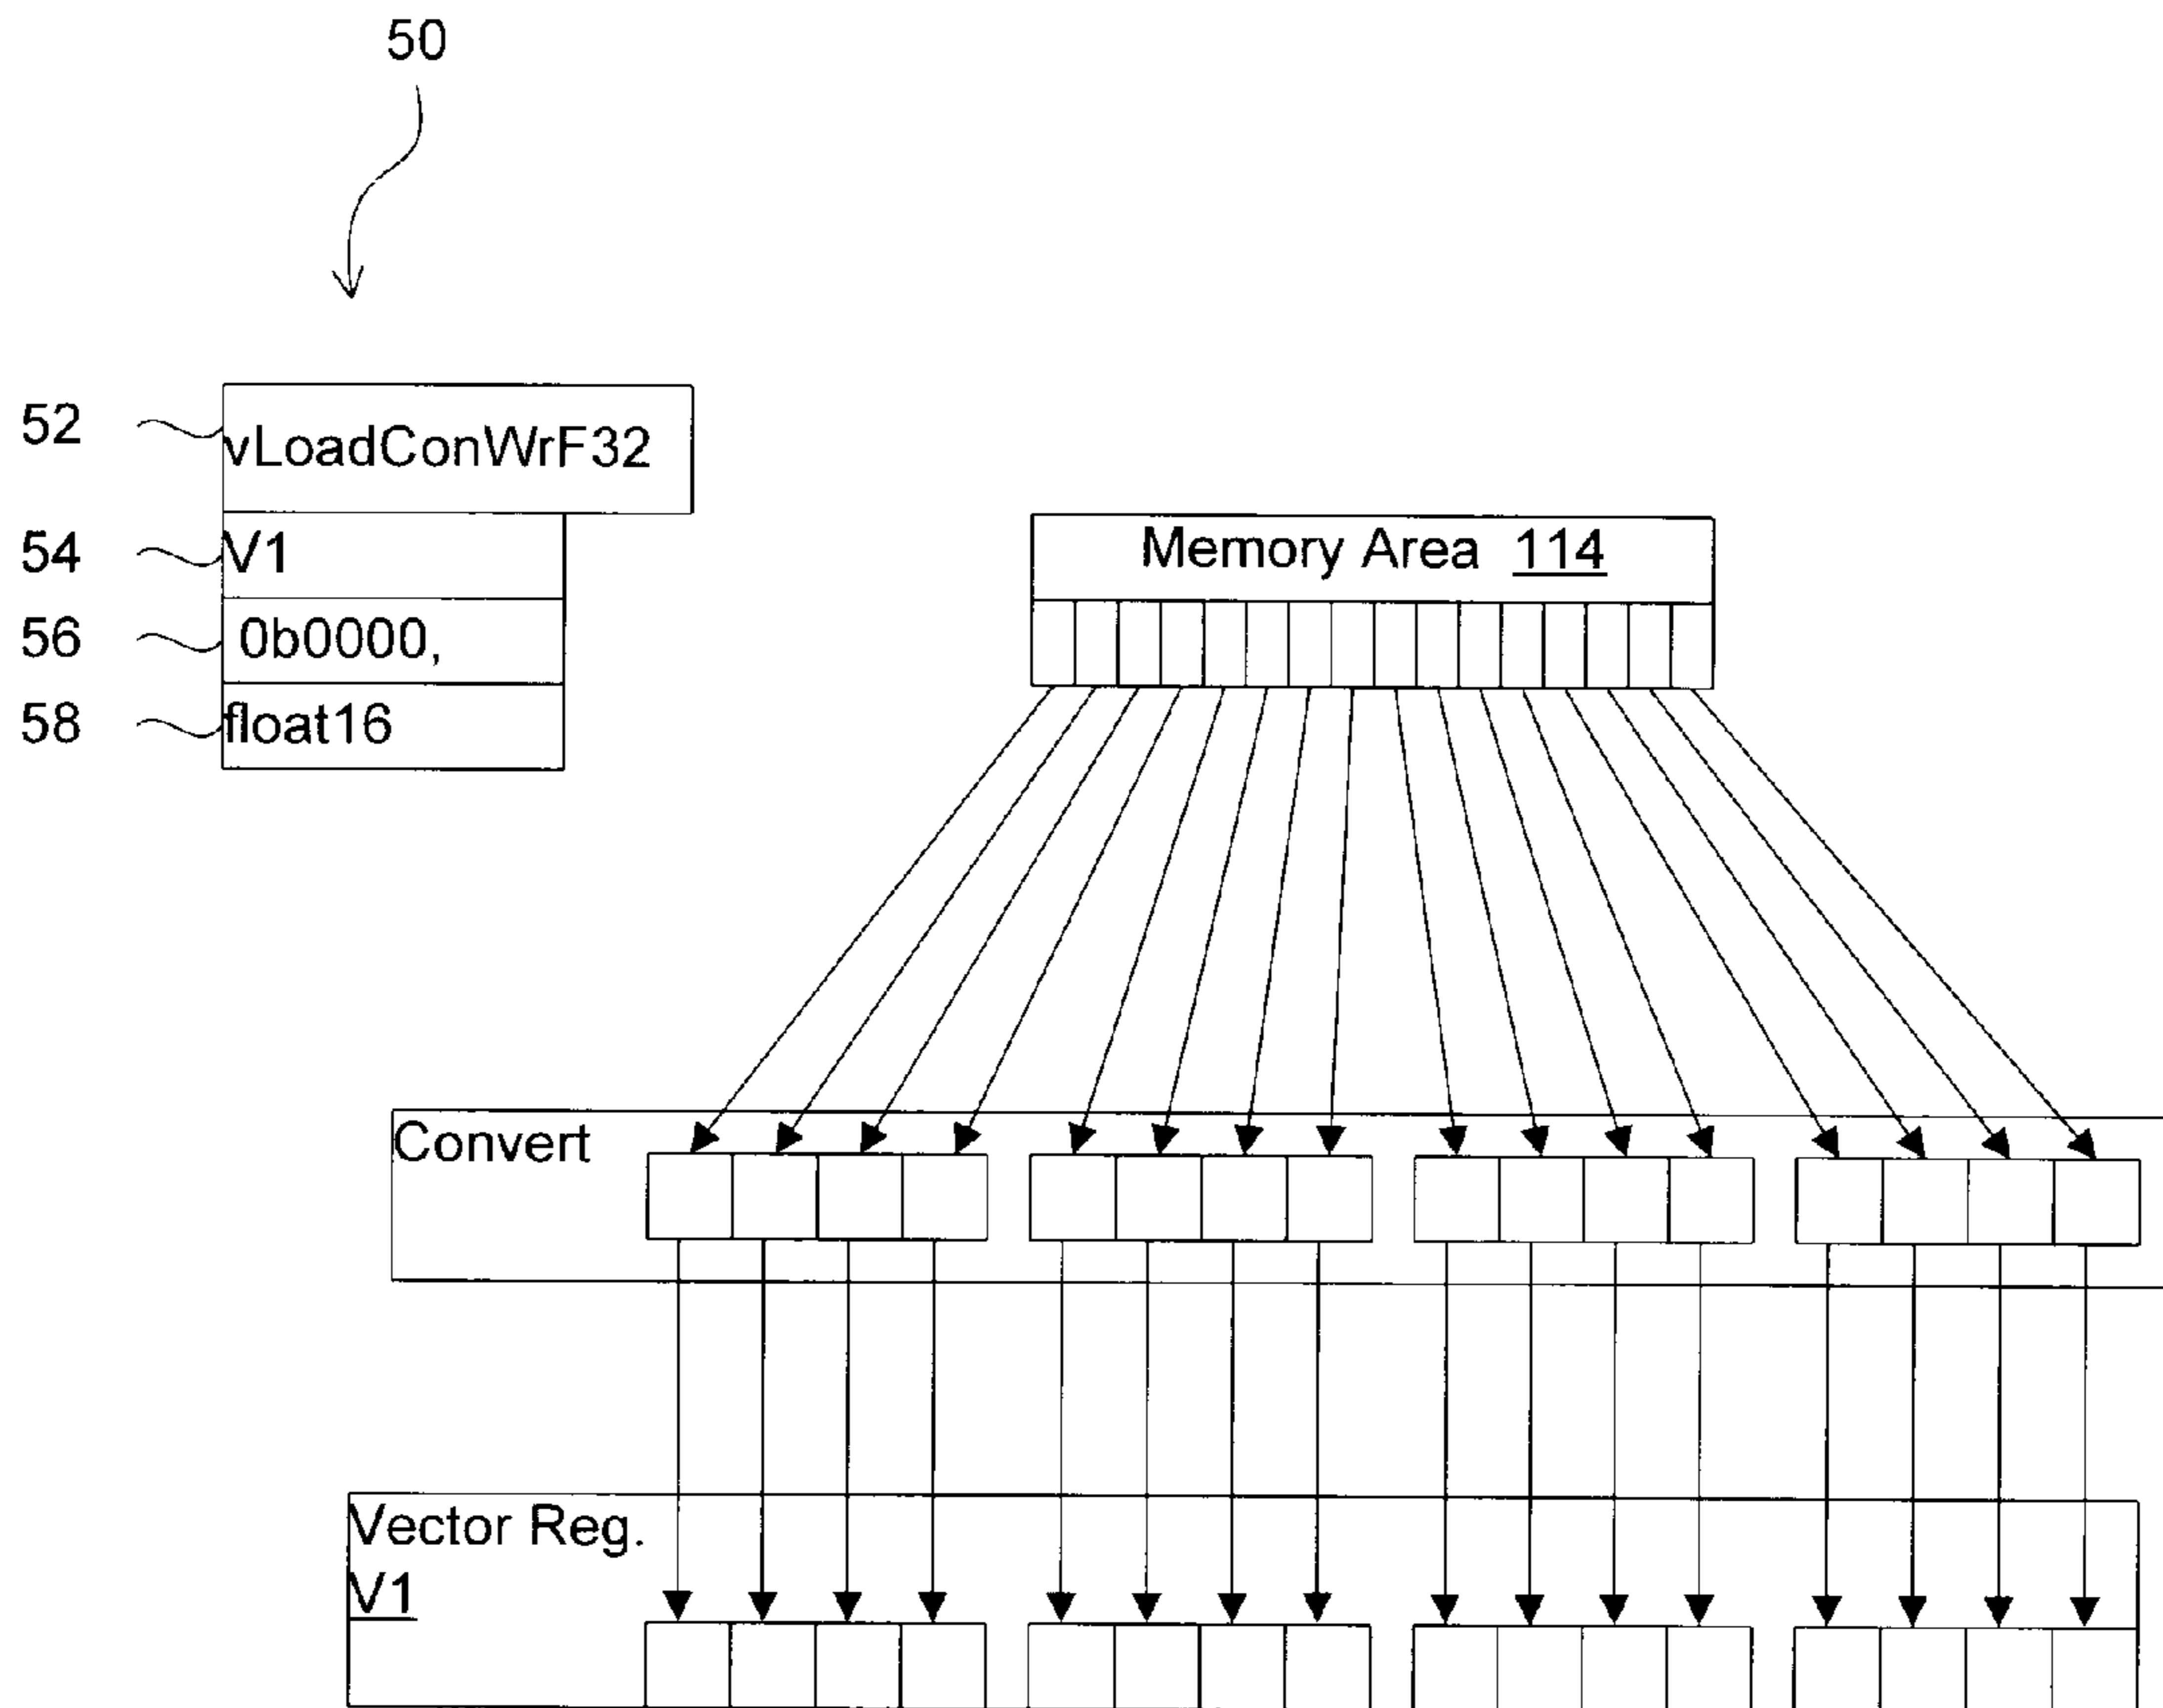 50
52 vLoadConWrF32
54 V1
56 0b0000,
58 float16
Memory Area 114
Convert
Vector Reg.
V1